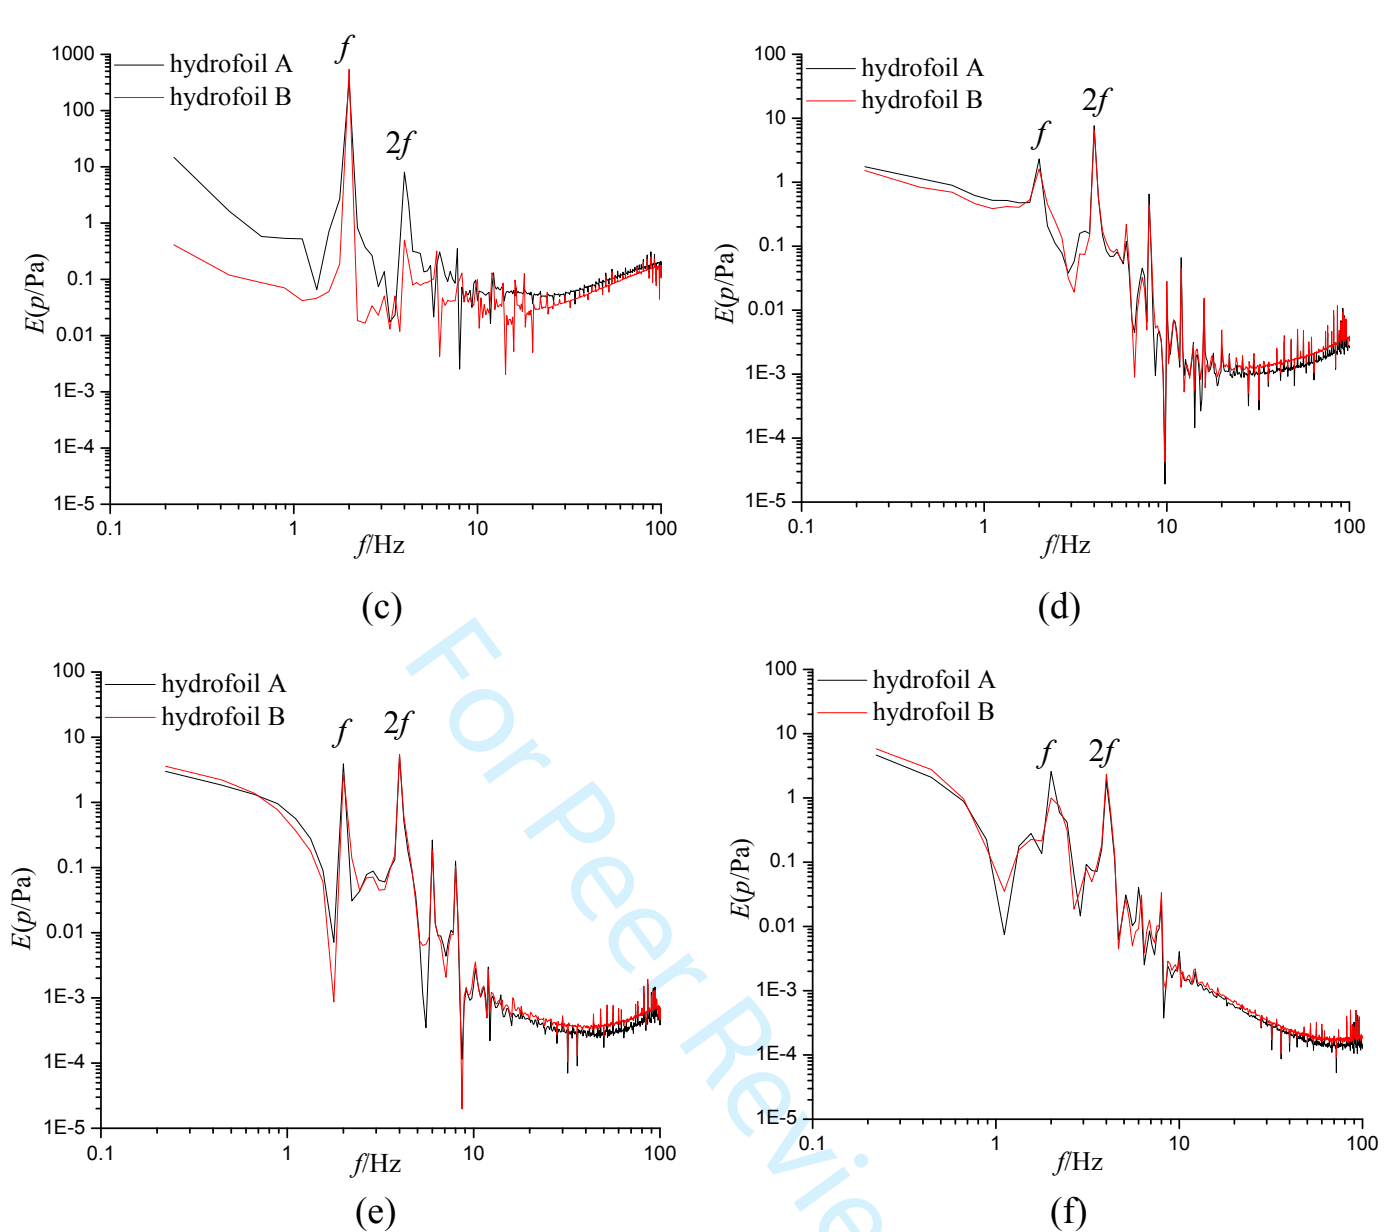 hydrofoil A
hydrofoil B
f
2f
1000
100
10
1
0.1
0.01
1E-3
1E-4
1E-5
E(p/Pa)
0.1
1
10
100
f/Hz
(c)
hydrofoil A
hydrofoil B
f
2f
100
10
1
0.1
0.01
1E-3
1E-4
1E-5
E(p/Pa)
0.1
1
10
100
f/Hz
(d)
hydrofoil A
hydrofoil B
f
2f
100
10
1
0.1
0.01
1E-3
1E-4
1E-5
E(p/Pa)
0.1
1
10
100
f/Hz
(e)
hydrofoil A
hydrofoil B
f
2f
100
10
1
0.1
0.01
1E-3
1E-4
1E-5
E(p/Pa)
0.1
1
10
100
f/Hz
(f)
For Peer Revie